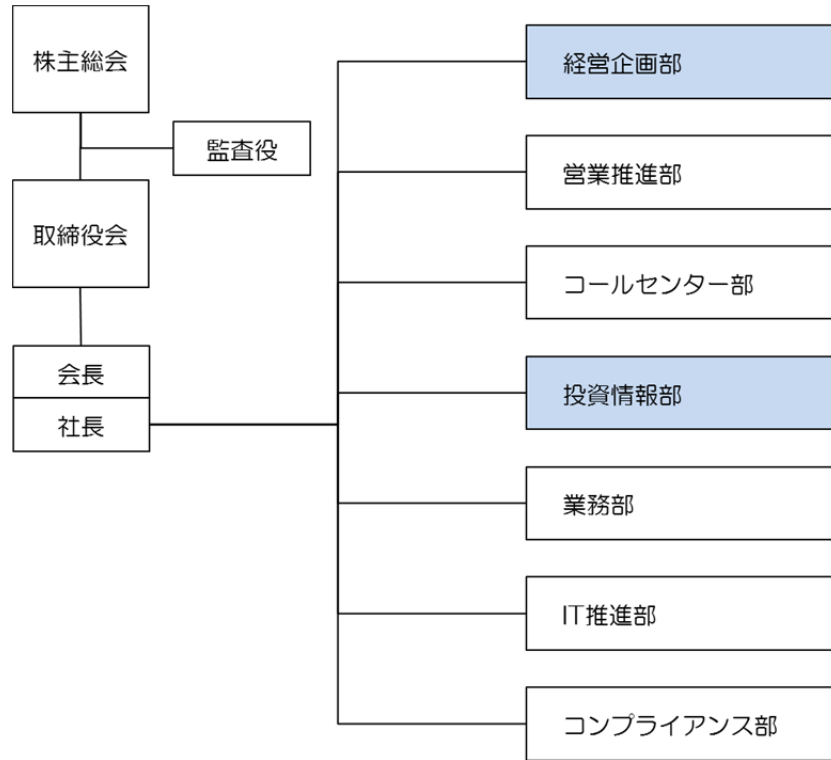 株主総会
監査役
取締役会
会長
社長
経営企画部
営業推進部
コールセンター部
投資情報部
業務部
IT推進部
コンプライアンス部